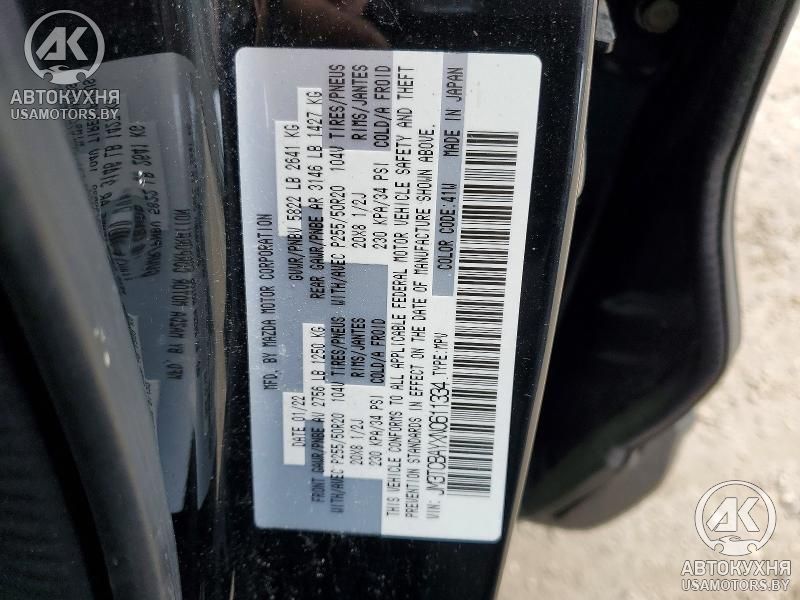 АК
АВТОКУХНЯ
USAMOTORS.BY
MFD. BY MAZDA MOTOR CORPORATION
DATE 01/22 GVWR/PNBV 5822 LB 2641 KG
FRONT GAWR/PNBE AV 2756 LB 1250 KG REAR GAWR/PNBE AR 3146 LB 1427 KG
WITH/AVEC P255/50R20 104V TIRES/PNEUS WITH/AVEC P255/50R20 104V TIRES/PNEUS
20X8 1/2J RIMS/JANTES 20X8 1/2J RIMS/JANTES
230 KPA/34 PSI COLD/A FROID 230 KPA/34 PSI COLD/A FROID
THIS VEHICLE CONFORMS TO ALL APPLICABLE FEDERAL MOTOR VEHICLE SAFETY AND THEFT
PREVENTION STANDARDS IN EFFECT ON THE DATE OF MANUFACTURE SHOWN ABOVE.
VIN: TYPE:MPV COLOR CODE:41W MADE IN JAPAN
АК
АВТОКУХНЯ
USAMOTORS.BY